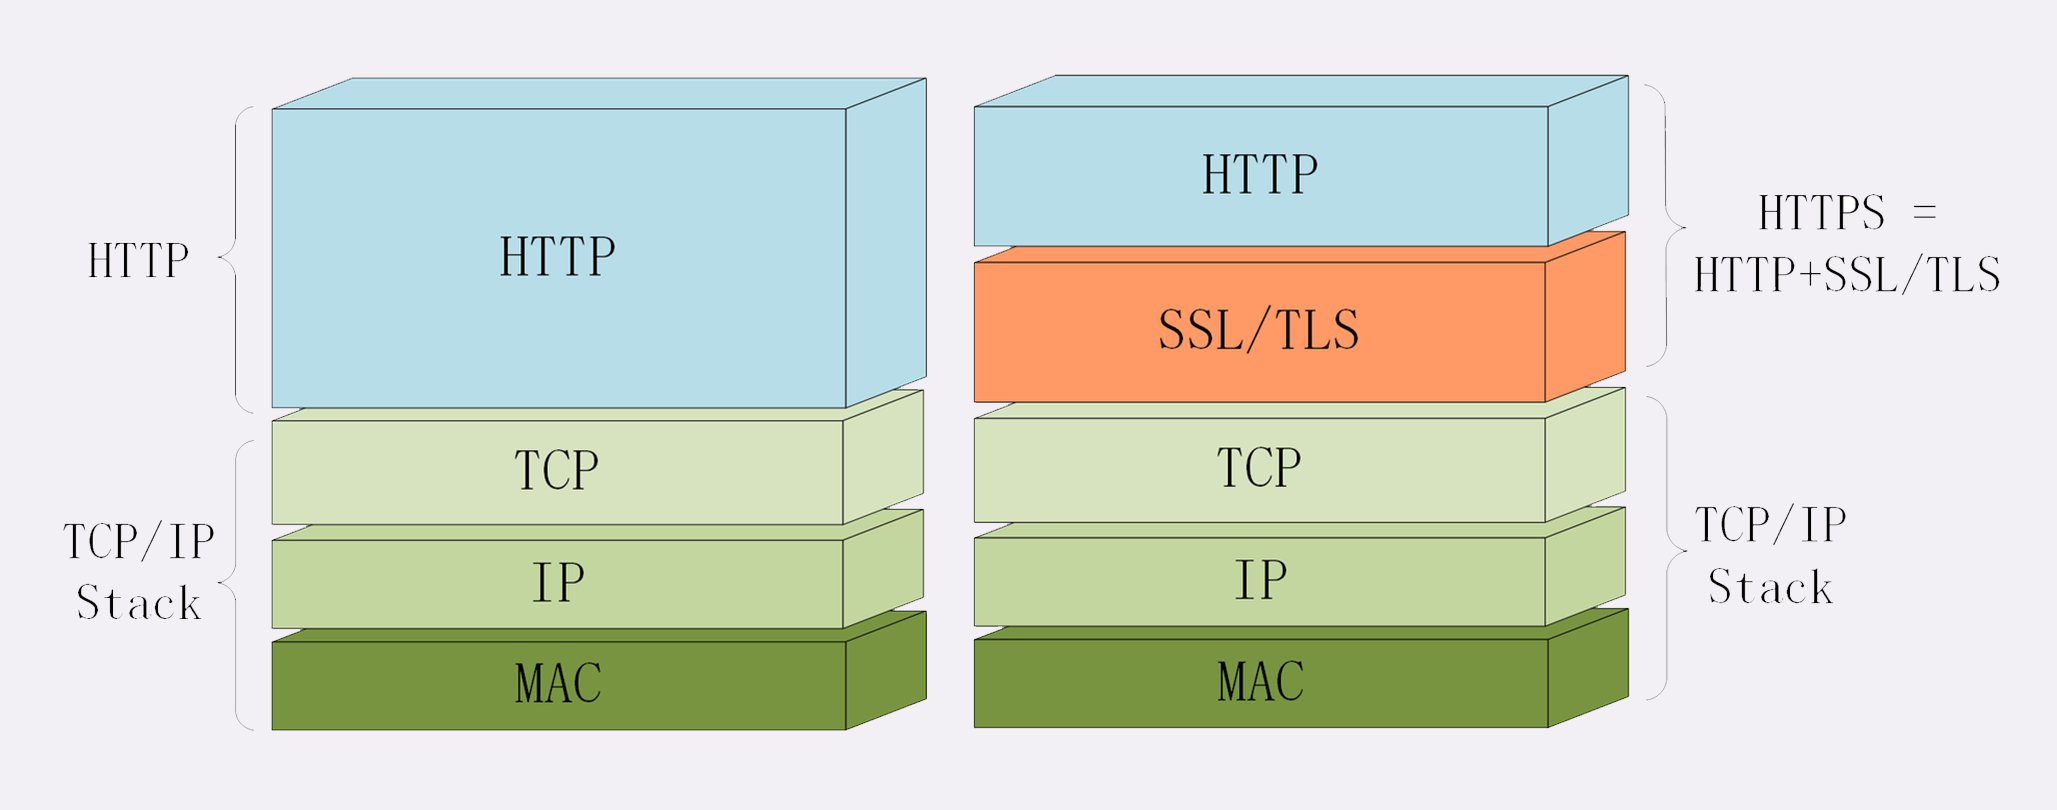 HTTP
TCP/IP
Stack
HTTP
TCP
IP
MAC
HTTP
SSL/TLS
TCP
IP
MAC
HTTPS =
HTTP+SSL/TLS
TCP/IP
Stack